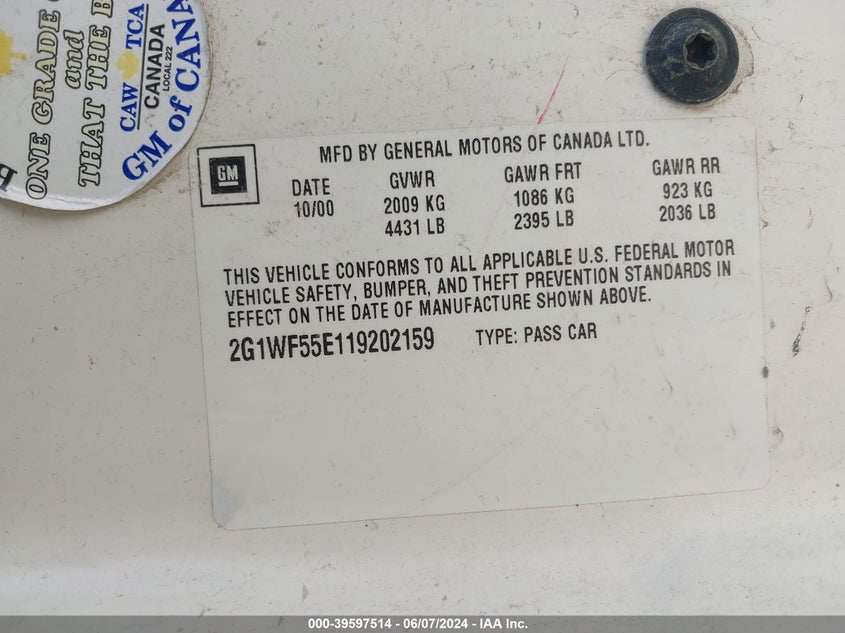 ONE GRADE
and
THAT THE
CAW TCA
CANADA
LOCAL 222
GM of CANA
GM
MFD BY GENERAL MOTORS OF CANADA LTD.
DATE GVWR GAWR FRT GAWR RR
10/00 2009 KG 1086 KG 923 KG
4431 LB 2395 LB 2036 LB
THIS VEHICLE CONFORMS TO ALL APPLICABLE U.S. FEDERAL MOTOR
VEHICLE SAFETY, BUMPER, AND THEFT PREVENTION STANDARDS IN
EFFECT ON THE DATE OF MANUFACTURE SHOWN ABOVE.
2G1WF55E119202159 TYPE: PASS CAR
000-39597514 - 06/07/2024 - IAA Inc.